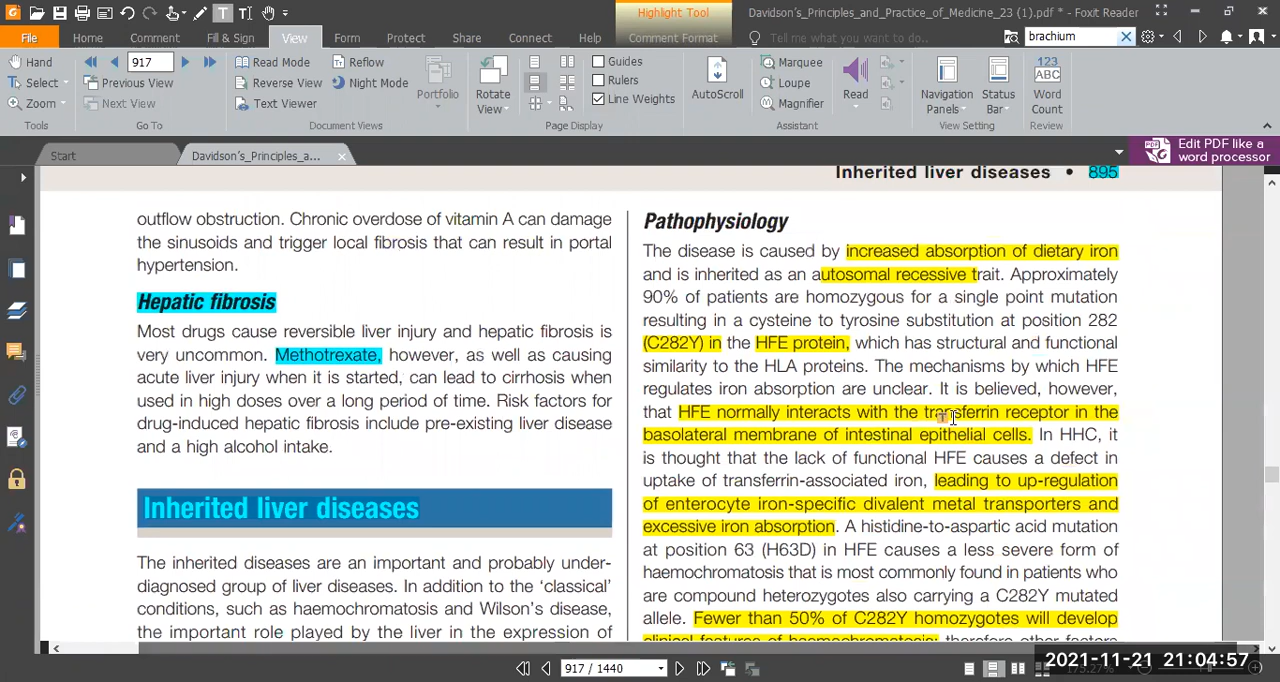 Highlight Tool
Davidson's_Principles_and_Practice_of_Medicine_23 (1).pdf * - Foxit Reader
File
Home
Comment
Fill & Sign
View
Form
Protect
Share
Connect
Help
Comment Format
Tell me what you want to do..
brachium
Hand
Select
Zoom
Tools
917
Previous View
Next View
Go To
Read Mode
Reverse View
Text Viewer
Reflow
Night Mode
Document Views
Portfolio
Rotate
View
Page Display
Guides
Rulers
Line Weights
AutoScroll
Marquee
Loupe
Magnifier
Assistant
Read
Navigation
Panels
Status
Bar
View Setting
123
ABC
Word
Count
Review
Start
Davidson's_Principles_a...
Edit PDF like a
word processor
Inherited liver diseases • 895
outflow obstruction. Chronic overdose of vitamin A can damage
the sinusoids and trigger local fibrosis that can result in portal
hypertension.
Hepatic fibrosis
Most drugs cause reversible liver injury and hepatic fibrosis is
very uncommon. Methotrexate, however, as well as causing
acute liver injury when it is started, can lead to cirrhosis when
used in high doses over a long period of time. Risk factors for
drug-induced hepatic fibrosis include pre-existing liver disease
and a high alcohol intake.
Inherited liver diseases
The inherited diseases are an important and probably under-
diagnosed group of liver diseases. In addition to the 'classical'
conditions, such as haemochromatosis and Wilson's disease,
the important role played by the liver in the expression of
Pathophysiology
The disease is caused by increased absorption of dietary iron
and is inherited as an autosomal recessive trait. Approximately
90% of patients are homozygous for a single point mutation
resulting in a cysteine to tyrosine substitution at position 282
(C282Y) in the HFE protein, which has structural and functional
similarity to the HLA proteins. The mechanisms by which HFE
regulates iron absorption are unclear. It is believed, however,
that HFE normally interacts with the transferrin receptor in the
basolateral membrane of intestinal epithelial cells. In HHC, it
is thought that the lack of functional HFE causes a defect in
uptake of transferrin-associated iron, leading to up-regulation
of enterocyte iron-specific divalent metal transporters and
excessive iron absorption. A histidine-to-aspartic acid mutation
at position 63 (H63D) in HFE causes a less severe form of
haemochromatosis that is most commonly found in patients who
are compound heterozygotes also carrying a C282Y mutated
allele. Fewer than 50% of C282Y homozygotes will develop
clinical features of haemochromatosis; therefore other factors
917 / 1440
2021-11-21 21:04:57